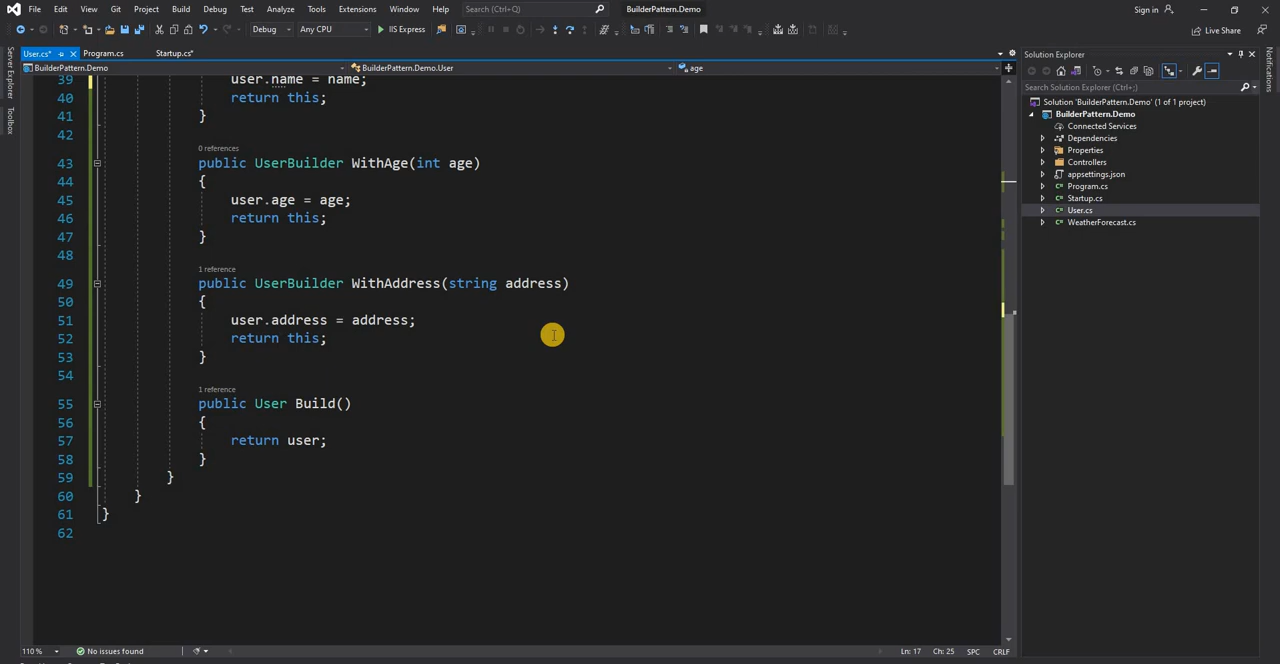 File Edit View Git Project Build Debug Test Analyze Tools Extensions Window Help Search (Ctrl+Q) BuilderPattern.Demo Sign in
Debug Any CPU IIS Express Live Share
User.cs* Program.cs Startup.cs*
BuilderPattern.Demo BuilderPattern.Demo.User age
Server Explorer
Toolbox
39 user.name = name;
40 return this;
41 }
42
0 references
43 public UserBuilder WithAge(int age)
44 {
45 user.age = age;
46 return this;
47 }
48
1 reference
49 public UserBuilder WithAddress(string address)
50 {
51 user.address = address;
52 return this;
53 }
54
1 reference
55 public User Build()
56 {
57 return user;
58 }
59 }
60 }
61 }
62
110 % No issues found Ln: 17 Ch: 25 SPC CRLF
Solution Explorer
Search Solution Explorer (Ctrl+;)
Solution 'BuilderPattern.Demo' (1 of 1 project)
BuilderPattern.Demo
Connected Services
Dependencies
Properties
Controllers
appsettings.json
Program.cs
Startup.cs
User.cs
WeatherForecast.cs
Notifications